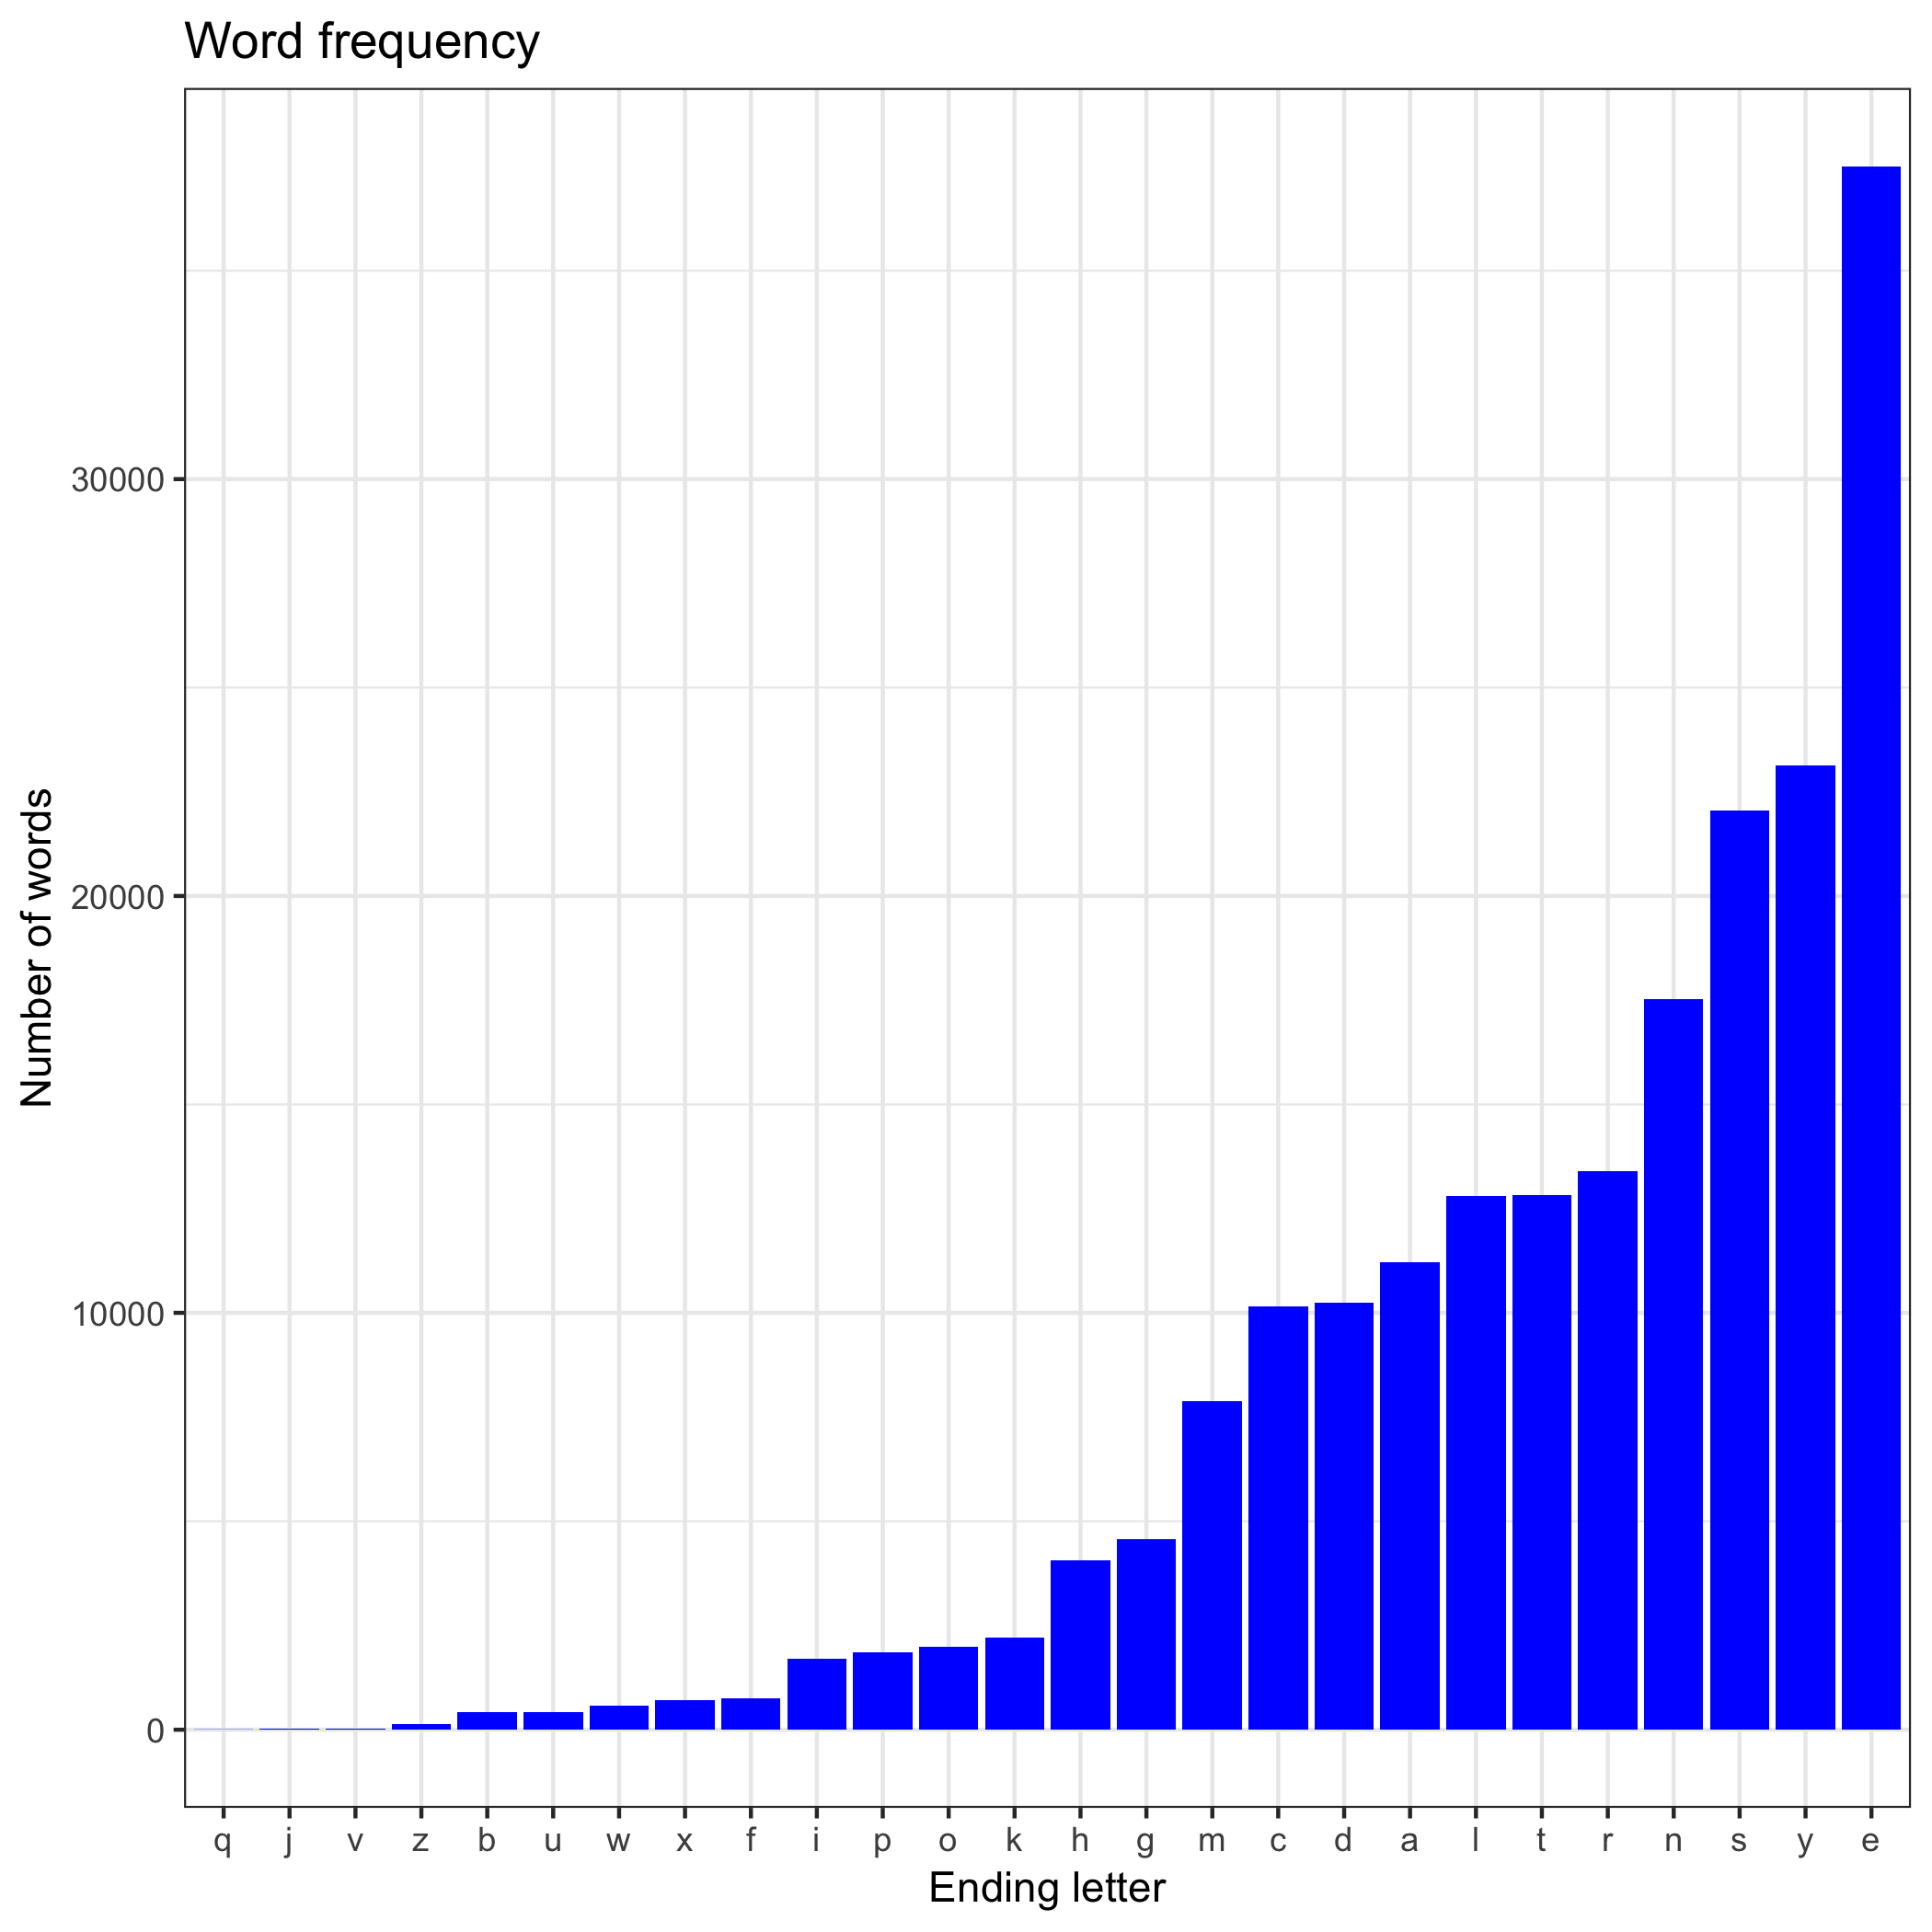 Word frequency
Number of words
30000
20000
10000
0
q j v z b u w x f i p o k h g m c d a l t r n s y e
Ending letter